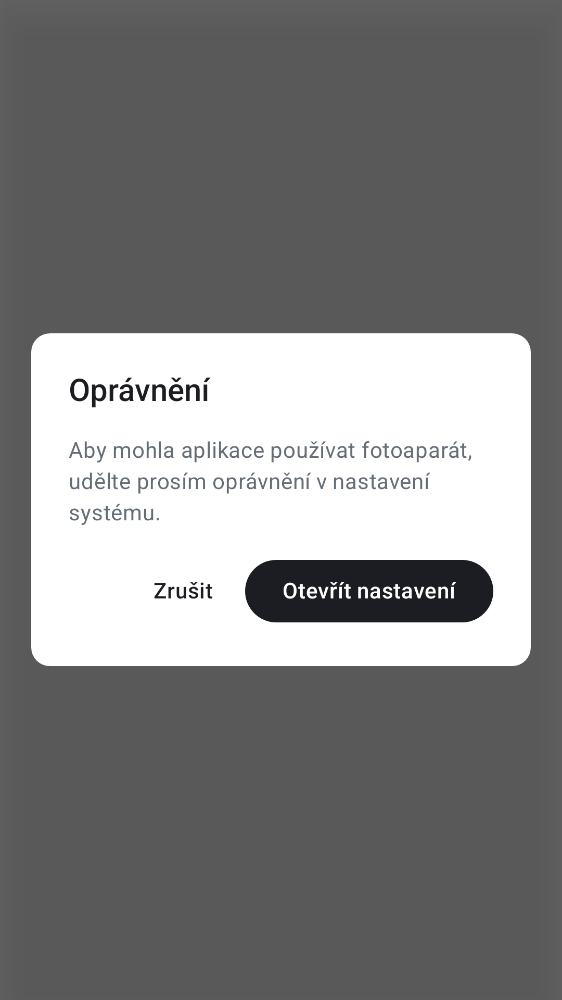 Oprávnění
Aby mohla aplikace používat fotoaparát,
udělte prosím oprávnění v nastavení
systému.
Zrušit
Otevřít nastavení